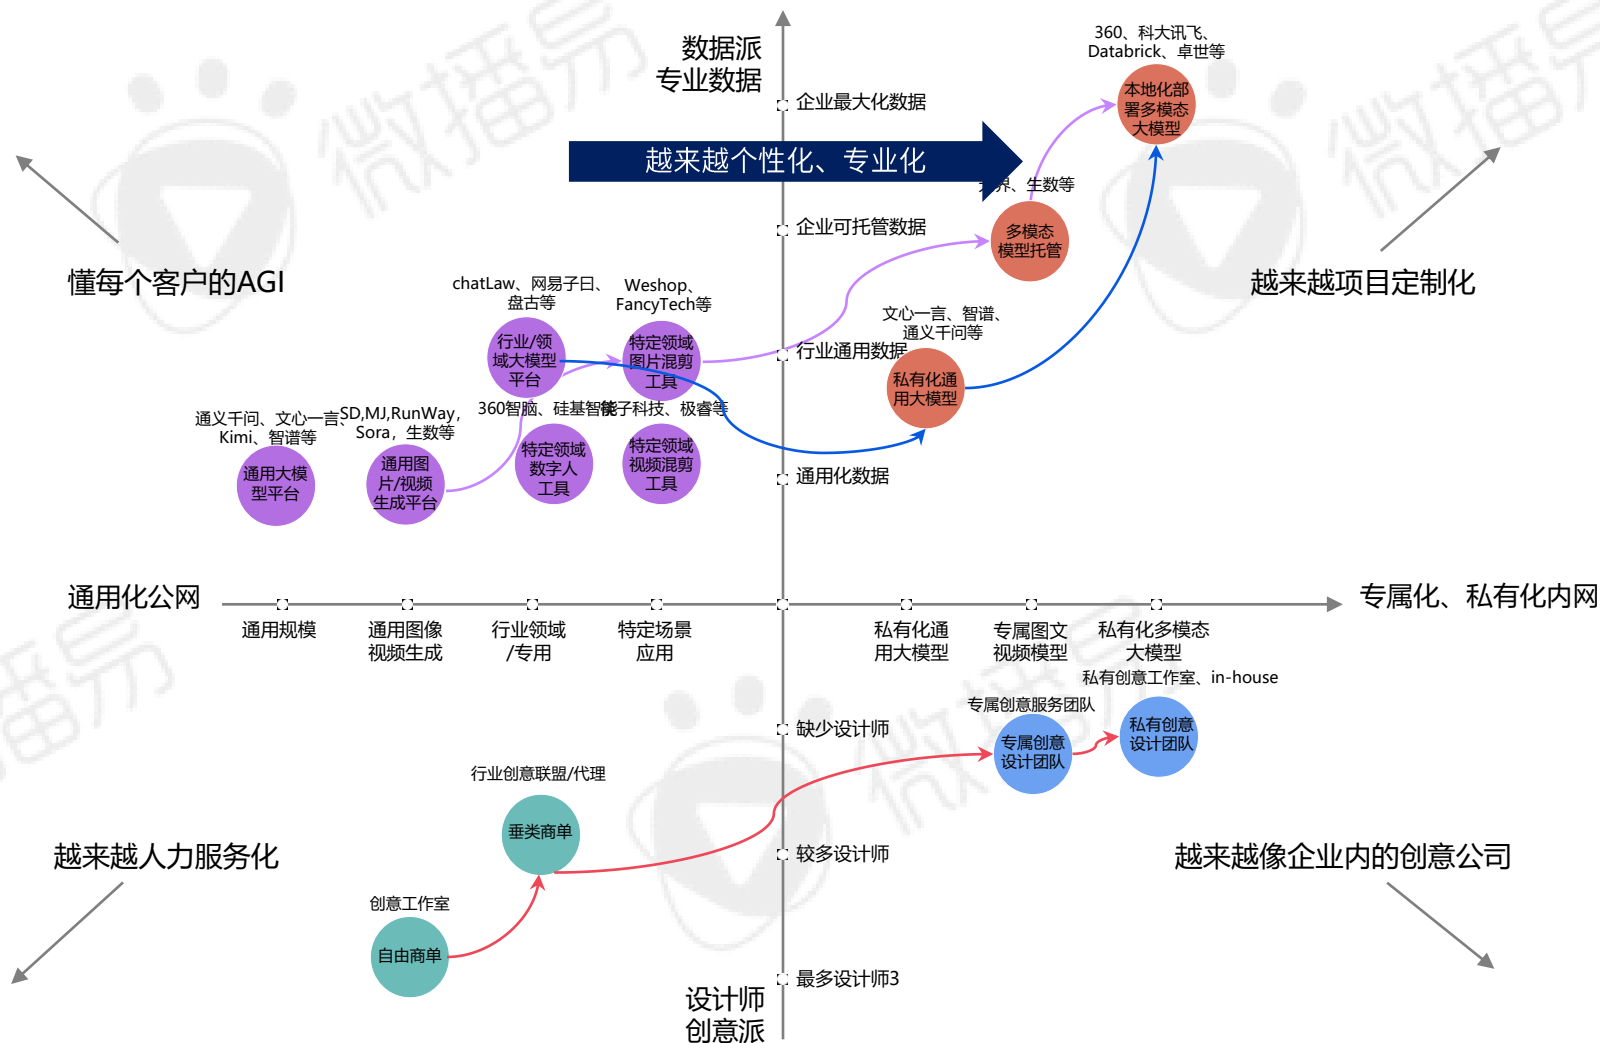 数据派
专业数据
360、科大讯飞、
Databrick、卓世等
本地化部
署多模态
大模型
企业最大化数据
越来越个性化、专业化
界、生数等
企业可托管数据
多模态
模型托管
懂每个客户的AGI
越来越项目定制化
chatLaw、网易子曰、
盘古等
Weshop、
FancyTech等
行业/领
域大模型
平台
特定领域
图片混剪
工具
文心一言、智谱、
通义千问等
行业通用数据
私有化通
用大模型
通义千问、文心一言、
Kimi、智谱等
SD,MJ,RunWay,
Sora，生数等
360智脑、硅基智能
子科技、极睿等
通用大模
型平台
通用图
片/视频
生成平台
特定领域
数字人
工具
特定领域
视频混剪
工具
通用化数据
通用化公网
专属化、私有化内网
通用规模
通用图像
视频生成
行业领域
/专用
特定场景
应用
私有化通
用大模型
专属图文
视频模型
私有化多模态
大模型
私有创意工作室、in-house
专属创意服务团队
缺少设计师
专属创意
设计团队
私有创意
设计团队
行业创意联盟/代理
垂类商单
越来越人力服务化
较多设计师
越来越像企业内的创意公司
创意工作室
自由商单
最多设计师3
设计师
创意派
微播易
微播易
微播易
播易